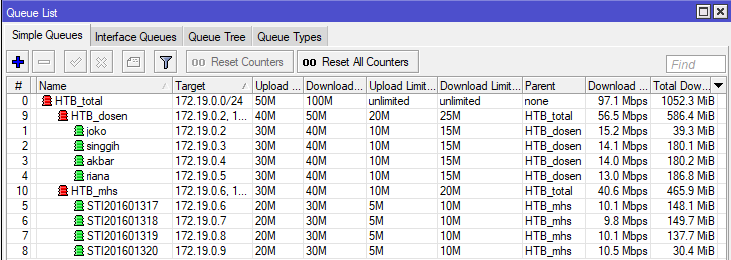 Queue List
Simple Queues Interface Queues Queue Tree Queue Types
00 Reset Counters 00 Reset All Counters Find
# Name Target Upload ... Download... Upload Limit... Download Limit... Parent Download ... Total Dow...
0 HTB_total 172.19.0.0/24 50M 100M unlimited unlimited none 97.1 Mbps 1052.3 MiB
9 HTB_dosen 172.19.0.2, 1... 40M 50M 20M 25M HTB_total 56.5 Mbps 586.4 MiB
1 joko 172.19.0.2 30M 40M 10M 15M HTB_dosen 15.2 Mbps 39.3 MiB
2 singgih 172.19.0.3 30M 40M 10M 15M HTB_dosen 14.1 Mbps 180.1 MiB
3 akbar 172.19.0.4 30M 40M 10M 15M HTB_dosen 14.0 Mbps 180.2 MiB
4 riana 172.19.0.5 30M 40M 10M 15M HTB_dosen 13.0 Mbps 186.8 MiB
10 HTB_mhs 172.19.0.6, 1... 30M 40M 10M 20M HTB_total 40.6 Mbps 465.9 MiB
5 STI201601317 172.19.0.6 20M 30M 5M 10M HTB_mhs 10.1 Mbps 148.1 MiB
6 STI201601318 172.19.0.7 20M 30M 5M 10M HTB_mhs 9.8 Mbps 149.7 MiB
7 STI201601319 172.19.0.8 20M 30M 5M 10M HTB_mhs 10.1 Mbps 137.7 MiB
8 STI201601320 172.19.0.9 20M 30M 5M 10M HTB_mhs 10.5 Mbps 30.4 MiB